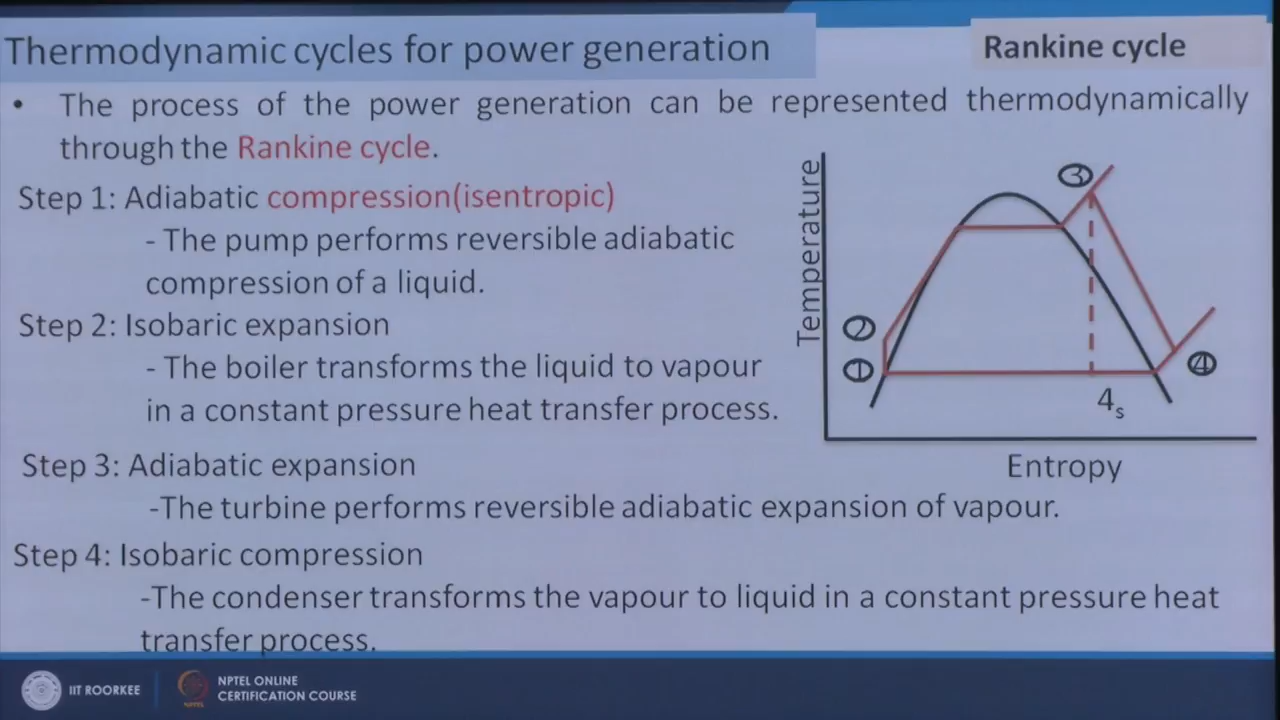 Thermodynamic cycles for power generation
Rankine cycle
• The process of the power generation can be represented thermodynamically
through the Rankine cycle.
Step 1: Adiabatic compression(isentropic)
- The pump performs reversible adiabatic
compression of a liquid.
Step 2: Isobaric expansion
- The boiler transforms the liquid to vapour
in a constant pressure heat transfer process.
Step 3: Adiabatic expansion
-The turbine performs reversible adiabatic expansion of vapour.
Step 4: Isobaric compression
-The condenser transforms the vapour to liquid in a constant pressure heat
transfer process.
Temperature
③
②
①
④
4s
Entropy
IIT ROORKEE
NPTEL
NPTEL ONLINE
CERTIFICATION COURSE